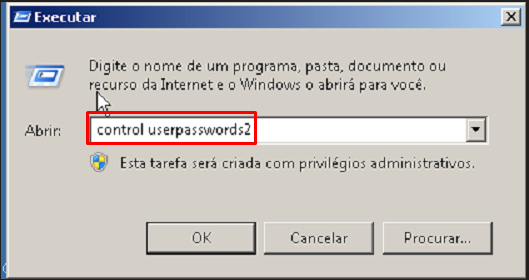 Executar
Digite o nome de um programa, pasta, documento ou
recurso da Internet e o Windows o abrirá para você.
Abrir:
control userpasswords2
Esta tarefa será criada com privilégios administrativos.
OK
Cancelar
Procurar...